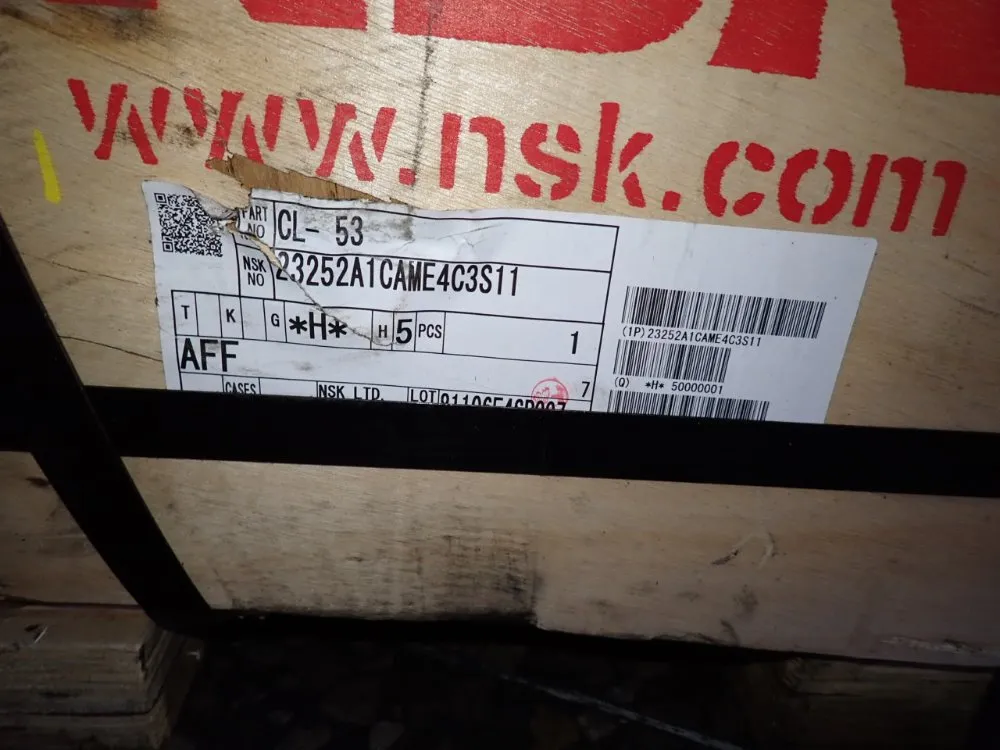 www.nsk.com
PART NO CL- 53
NSK NO 23252A1CAME4C3S11
T K G *H* H 5 PCS 1
AFF
7
CASES NSK LTD. LOT
(1P)23252A1CAME4C3S11
(Q) *H* 50000001